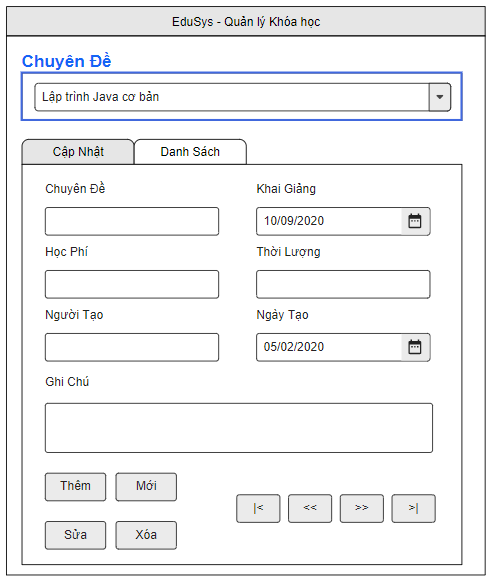 EduSys - Quản lý Khóa học
Chuyên Đề
Lập trình Java cơ bản
Cập Nhật Danh Sách
Chuyên Đề Khai Giảng
10/09/2020
Học Phí Thời Lượng
Người Tạo Ngày Tạo
05/02/2020
Ghi Chú
Thêm Mới
|< << >> >|
Sửa Xóa